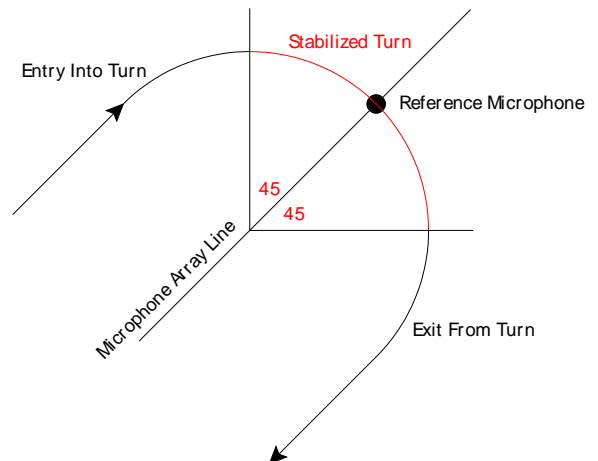 Stabilized Turn
Entry Into Turn
Reference Microphone
45
45
Microphone Array Line
Exit From Turn